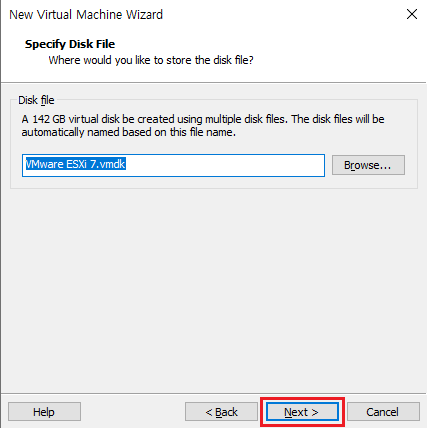 New Virtual Machine Wizard
Specify Disk File
Where would you like to store the disk file?
Disk file
A 142 GB virtual disk be created using multiple disk files. The disk files will be
automatically named based on this file name.
VMware ESXi 7.vmdk
Browse...
Help
< Back
Next >
Cancel